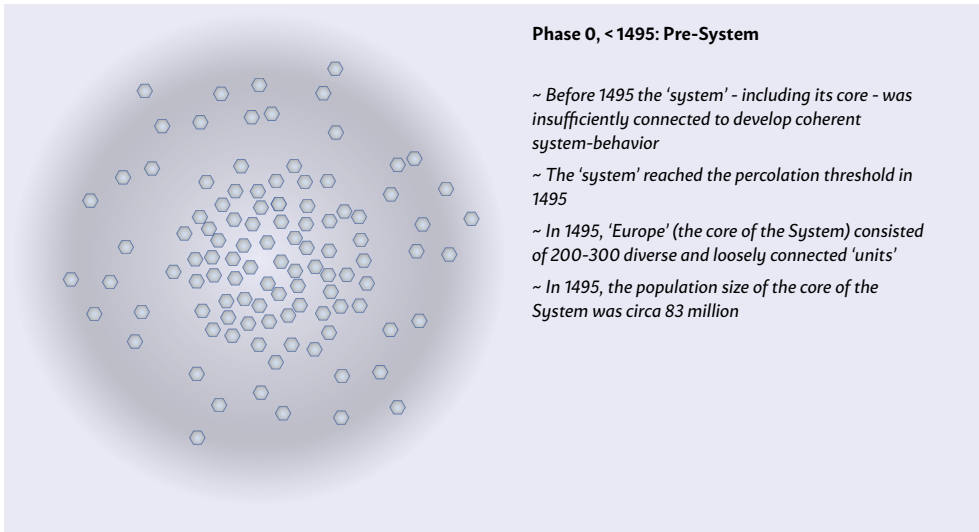 Phase 0, < 1495: Pre-System
~ Before 1495 the ‘system’ - including its core - was
insufficiently connected to develop coherent
system-behavior
~ The ‘system’ reached the percolation threshold in
1495
~ In 1495, ‘Europe’ (the core of the System) consisted
of 200-300 diverse and loosely connected ‘units’
~ In 1495, the population size of the core of the
System was circa 83 million